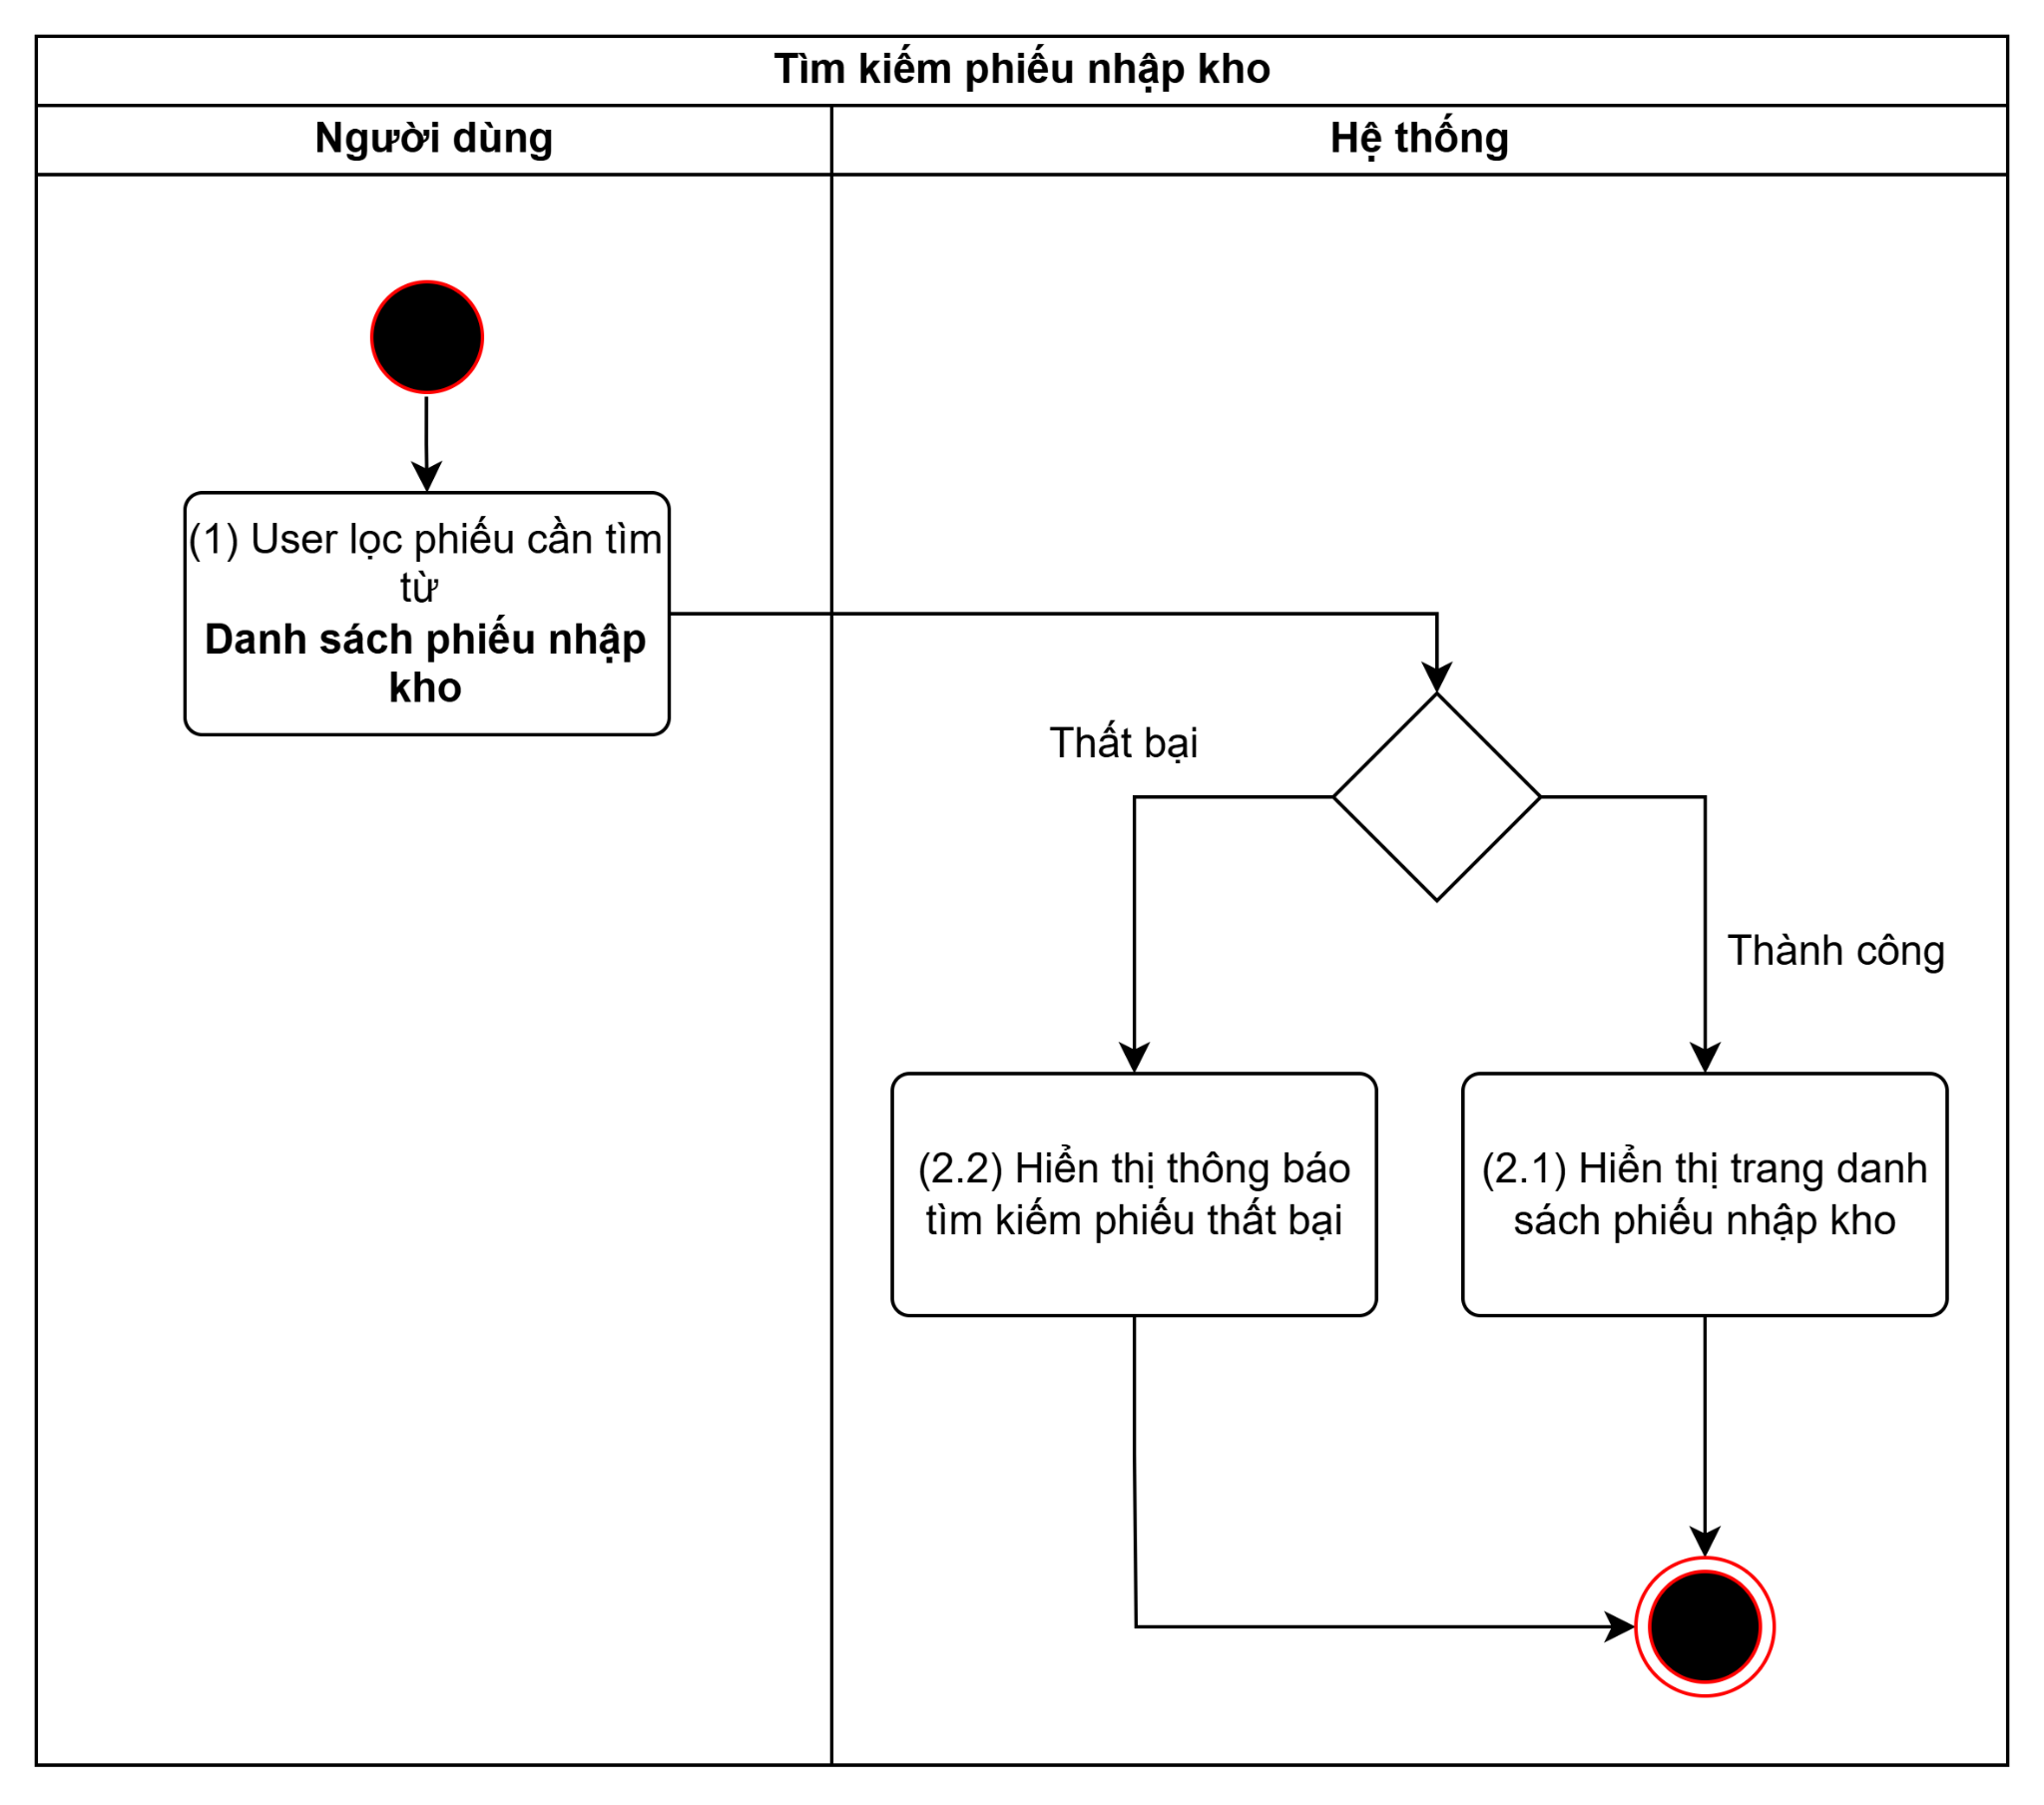 Tìm kiếm phiếu nhập kho
Người dùng
Hệ thống
(1) User lọc phiếu cần tìm
từ
Danh sách phiếu nhập
kho
Thất bại
Thành công
(2.2) Hiển thị thông báo
tìm kiếm phiếu thất bại
(2.1) Hiển thị trang danh
sách phiếu nhập kho